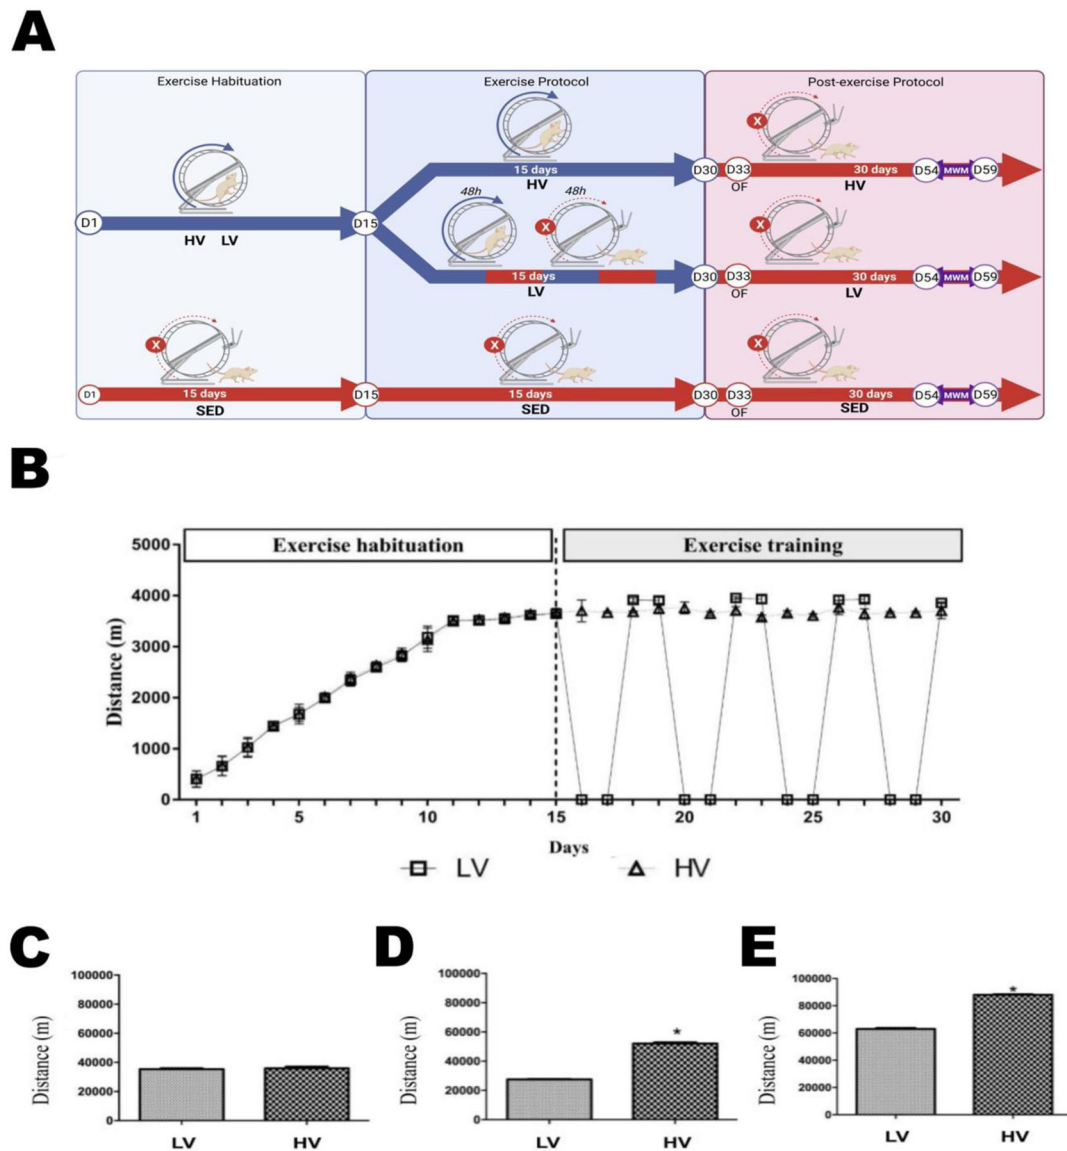 A
Exercise Habituation
Exercise Protocol
Post-exercise Protocol
X
15 days
30 days
D30
D33
D54
MWM
D59
HV
OF
HV
48h
48h
D1
D15
X
X
HV LV
15 days
30 days
D30
D33
D54
MWM
D59
LV
OF
LV
X
X
X
D1
15 days
D15
15 days
D30
D33
30 days
D54
MWM
D59
SED
SED
OF
SED
B
Exercise habituation
Exercise training
5000
4000
3000
2000
1000
0
Distance (m)
1
5
10
15
20
25
30
Days
LV
HV
C
100000
80000
60000
40000
20000
0
Distance (m)
LV
HV
D
100000
80000
60000
40000
20000
0
Distance (m)
*
LV
HV
E
100000
80000
60000
40000
20000
0
Distance (m)
*
LV
HV